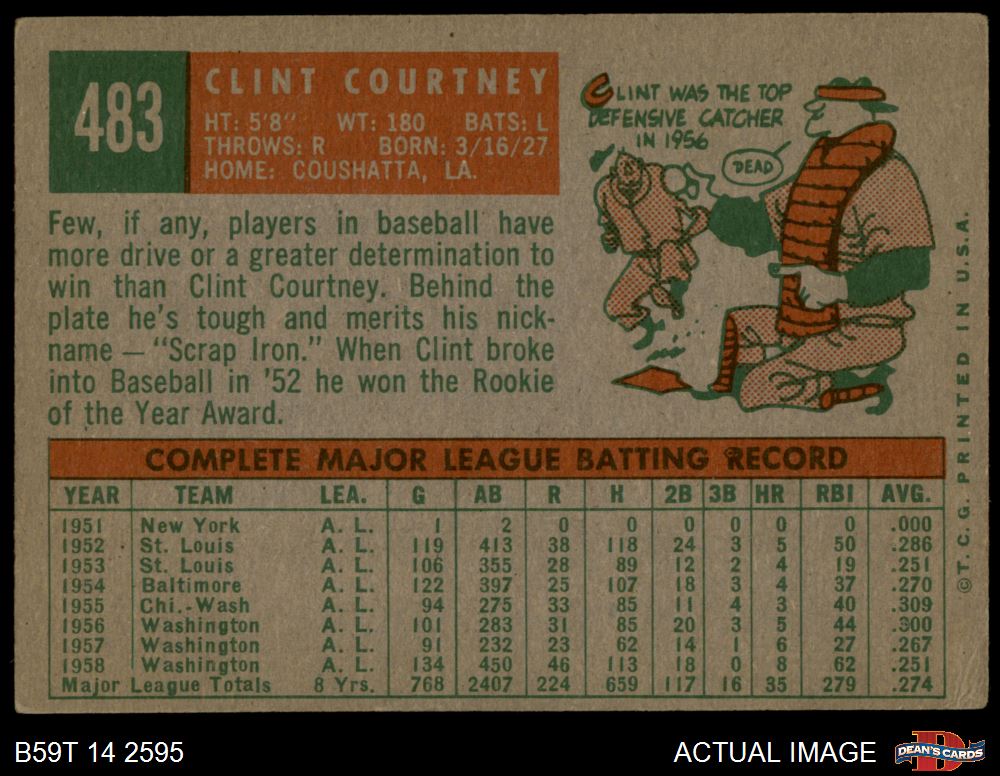 483
CLINT COURTNEY
HT: 5'8" WT: 180 BATS: L
THROWS: R BORN: 3/16/27
HOME: COUSHATTA, LA.
CLINT WAS THE TOP
DEFENSIVE CATCHER
IN 1956
DEAD
Few, if any, players in baseball have
more drive or a greater determination to
win than Clint Courtney. Behind the
plate he's tough and merits his nick-
name — "Scrap Iron." When Clint broke
into Baseball in '52 he won the Rookie
of the Year Award.
COMPLETE MAJOR LEAGUE BATTING RECORD
YEAR TEAM LEA. G AB R H 2B 3B HR RBI AVG.
1951 New York A. L. 1 2 0 0 0 0 0 0 .000
1952 St. Louis A. L. 119 413 38 118 24 3 5 50 .286
1953 St. Louis A. L. 106 355 28 89 12 2 4 19 .251
1954 Baltimore A. L. 122 397 25 107 18 3 4 37 .270
1955 Chi.-Wash A. L. 94 275 33 85 11 4 3 40 .309
1956 Washington A. L. 101 283 31 85 20 3 5 44 .300
1957 Washington A. L. 91 232 23 62 14 1 6 27 .267
1958 Washington A. L. 134 450 46 113 18 0 8 62 .251
Major League Totals 8 Yrs. 768 2407 224 659 117 16 35 279 .274
©T. C. G. PRINTED IN U.S.A.
B59T 14 2595
ACTUAL IMAGE
D
DEAN'S CARDS